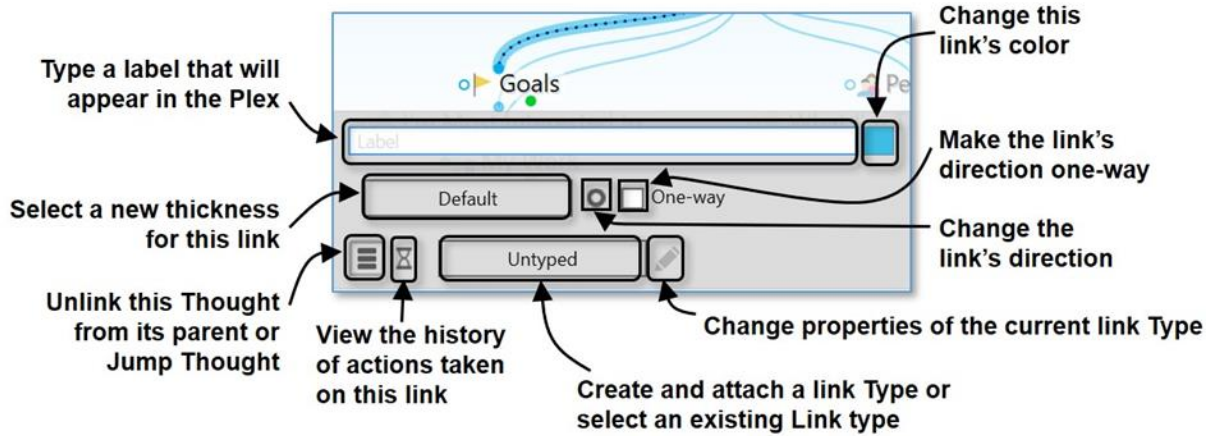 Change this
link's color
Type a label that will
appear in the Plex
Goals
Pe
Label
Make the link's
direction one-way
Select a new thickness
for this link
Default
One-way
Change the
link's direction
Untyped
Unlink this Thought
from its parent or
Jump Thought
View the history
of actions taken
on this link
Change properties of the current link Type
Create and attach a link Type or
select an existing Link type